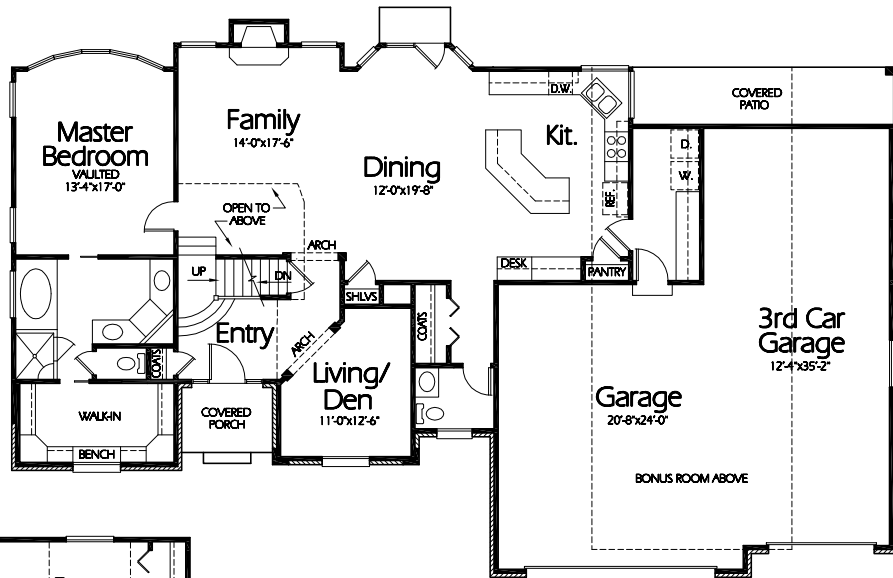 Master
Bedroom
VAULTED
13'-4"x17'-0"
Family
14'-0"x17'-6"
Dining
12'-0"x19'-8"
Kit.
D.W.
COVERED
PATIO
D.
W.
REF.
OPEN TO
ABOVE
ARCH
UP
DN
DESK
PANTRY
SHLVS
COATS
Entry
ARCH
COATS
Living/
Den
11'-0"x12'-6"
3rd Car
Garage
12'-4"x35'-2"
Garage
20'-8"x24'-0"
WALK-IN
BENCH
COVERED
PORCH
BONUS ROOM ABOVE